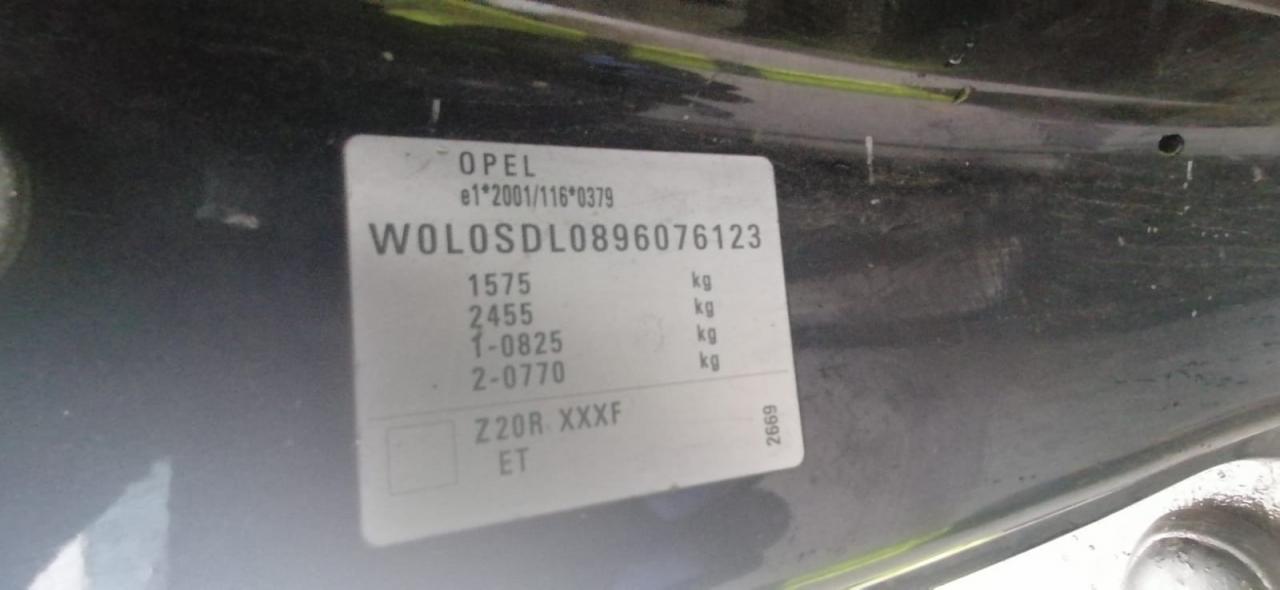 OPEL
e1*2001/116*0379
W0L0SDL0896076123
1575 kg
2455 kg
1-0825 kg
2-0770 kg
Z20R XXXF
ET
2669